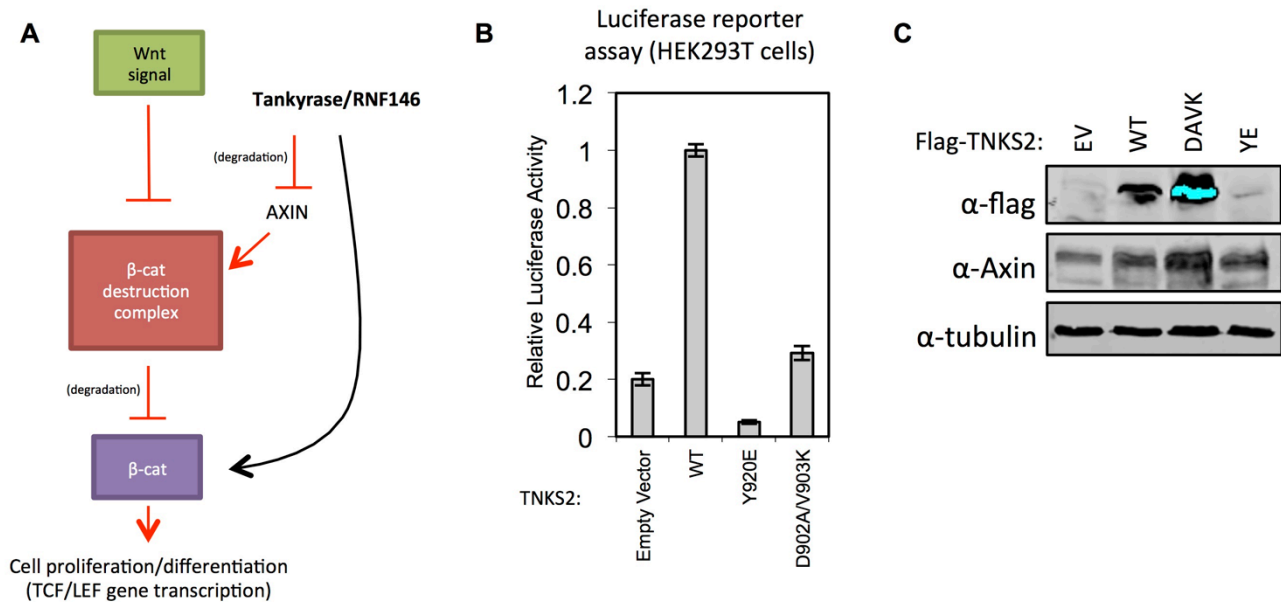 A
Wnt
signal
Tankyrase/RNF146
(degradation)
AXIN
β-cat
destruction
complex
(degradation)
β-cat
Cell proliferation/differentiation
(TCF/LEF gene transcription)
B
Luciferase reporter
assay (HEK293T cells)
Relative Luciferase Activity
1.2
1
0.8
0.6
0.4
0.2
0
TNKS2:
Empty Vector
WT
Y920E
D902A/V903K
C
Flag-TNKS2:
EV
WT
DAVK
YE
α-flag
α-Axin
α-tubulin